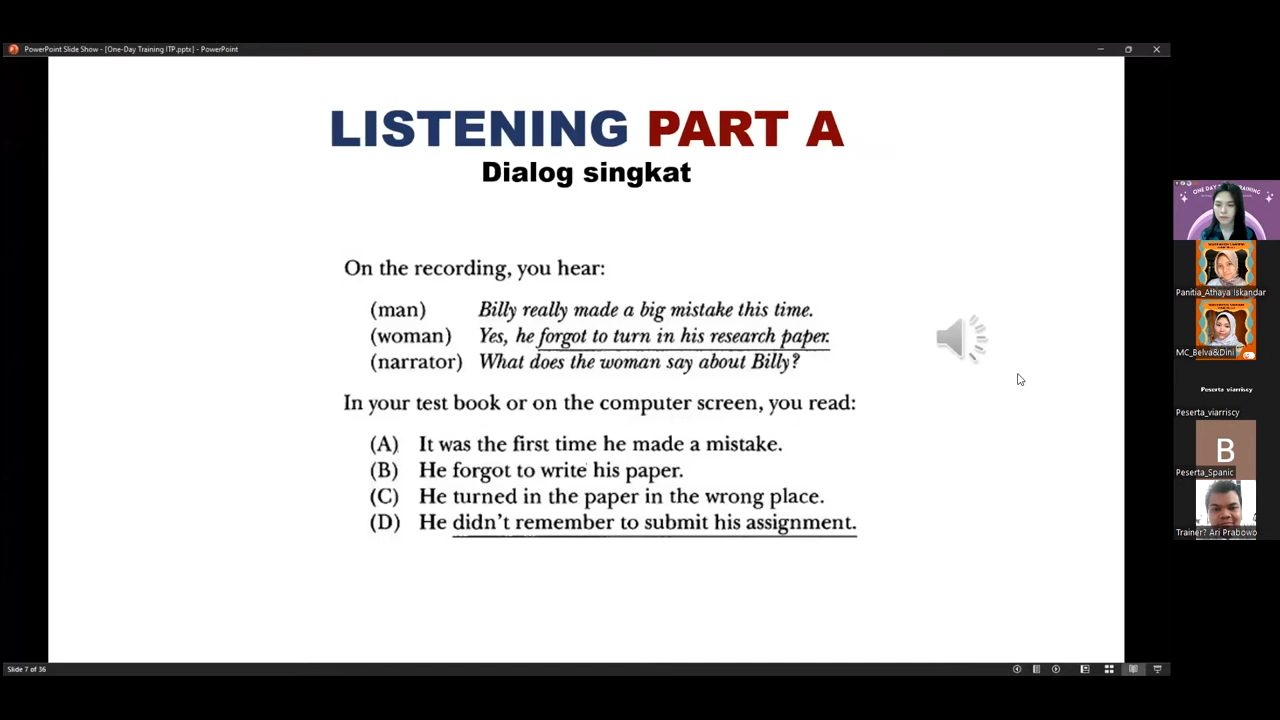 PowerPoint Slide Show - [One-Day Training ITP.pptx] - PowerPoint
LISTENING PART A
Dialog singkat
On the recording, you hear:
(man) Billy really made a big mistake this time.
(woman) Yes, he forgot to turn in his research paper.
(narrator) What does the woman say about Billy?
In your test book or on the computer screen, you read:
(A) It was the first time he made a mistake.
(B) He forgot to write his paper.
(C) He turned in the paper in the wrong place.
(D) He didn't remember to submit his assignment.
Slide 7 of 36
Panitia_Athaya Iskandar
MC_Belva&Dini
Peserta viarriscy
Peserta_viarriscy
B
Peserta_Spanic
Trainer? Ari Prabowo